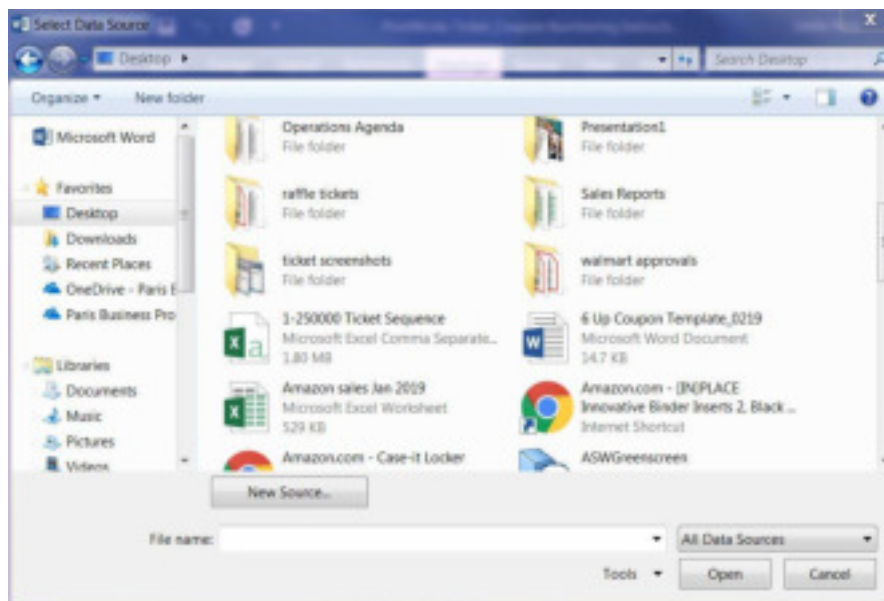 Select Data Source
Desktop
Search Desktop
Organize
New folder
Microsoft Word
Favorites
Desktop
Downloads
Recent Places
OneDrive - Paris B
Paris Business Pro
Libraries
Documents
Music
Pictures
Videos
Operations Agenda
File folder
Presentation1
File folder
raffle tickets
File folder
Sales Reports
File folder
ticket screenshots
File folder
walmart approvals
File folder
1-250000 Ticket Sequence
Microsoft Excel Comma Separate...
1.80 MB
6 Up Coupon Template_0219
Microsoft Word Document
14.7 KB
Amazon sales Jan 2019
Microsoft Excel Worksheet
529 KB
Amazon.com - [IN]PLACE
Innovative Binder Inserts 2, Black ...
Internet Shortcut
Amazon.com - Case-it Locker
ASWGreenscreen
New Source...
File name:
All Data Sources
Tools
Open
Cancel